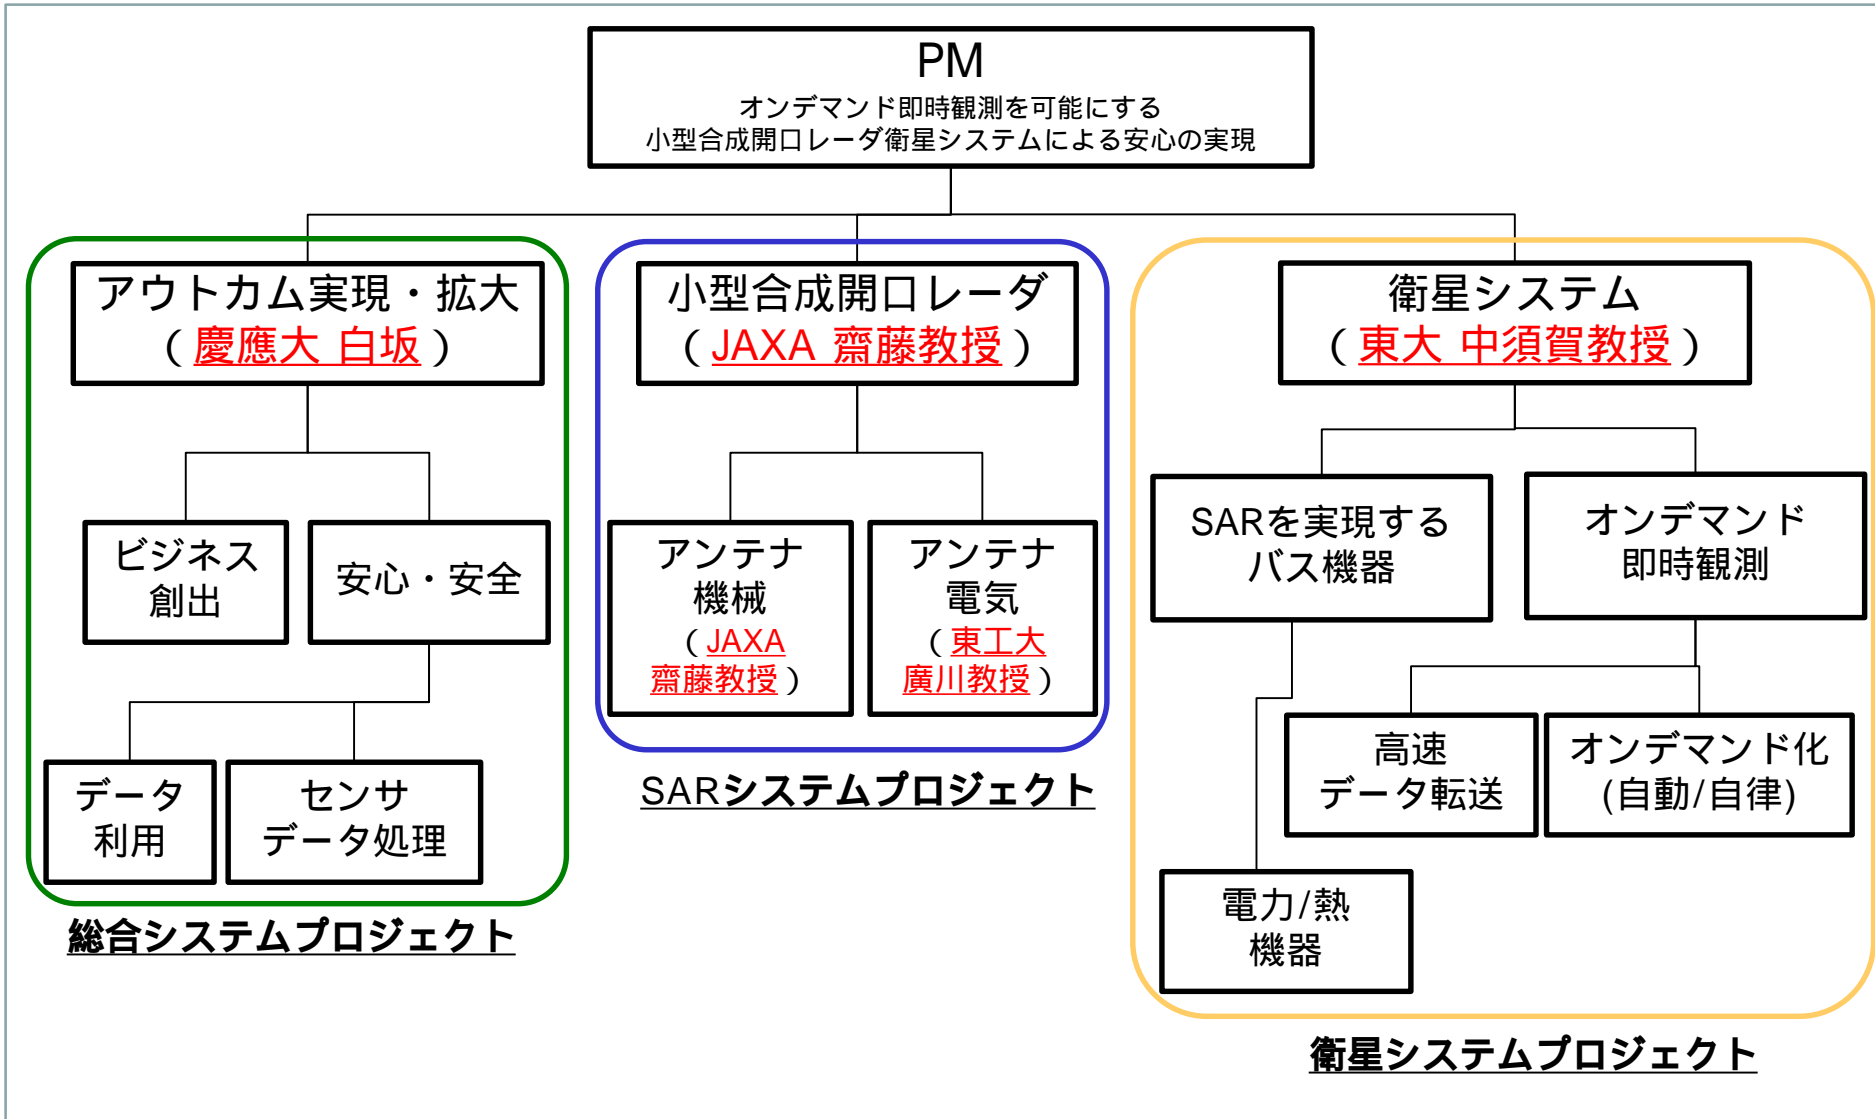 PM
オンデマンド即時観測を可能にする
小型合成開口レーダ衛星システムによる安心の実現
アウトカム実現・拡大
（慶應大 白坂）
ビジネス
創出
安心・安全
データ
利用
センサ
データ処理
総合システムプロジェクト
小型合成開口レーダ
（JAXA 齋藤教授）
アンテナ
機械
（JAXA
齋藤教授）
アンテナ
電気
（東工大
廣川教授）
SARシステムプロジェクト
衛星システム
（東大 中須賀教授）
SARを実現する
バス機器
オンデマンド
即時観測
高速
データ転送
オンデマンド化
(自動/自律)
電力/熱
機器
衛星システムプロジェクト